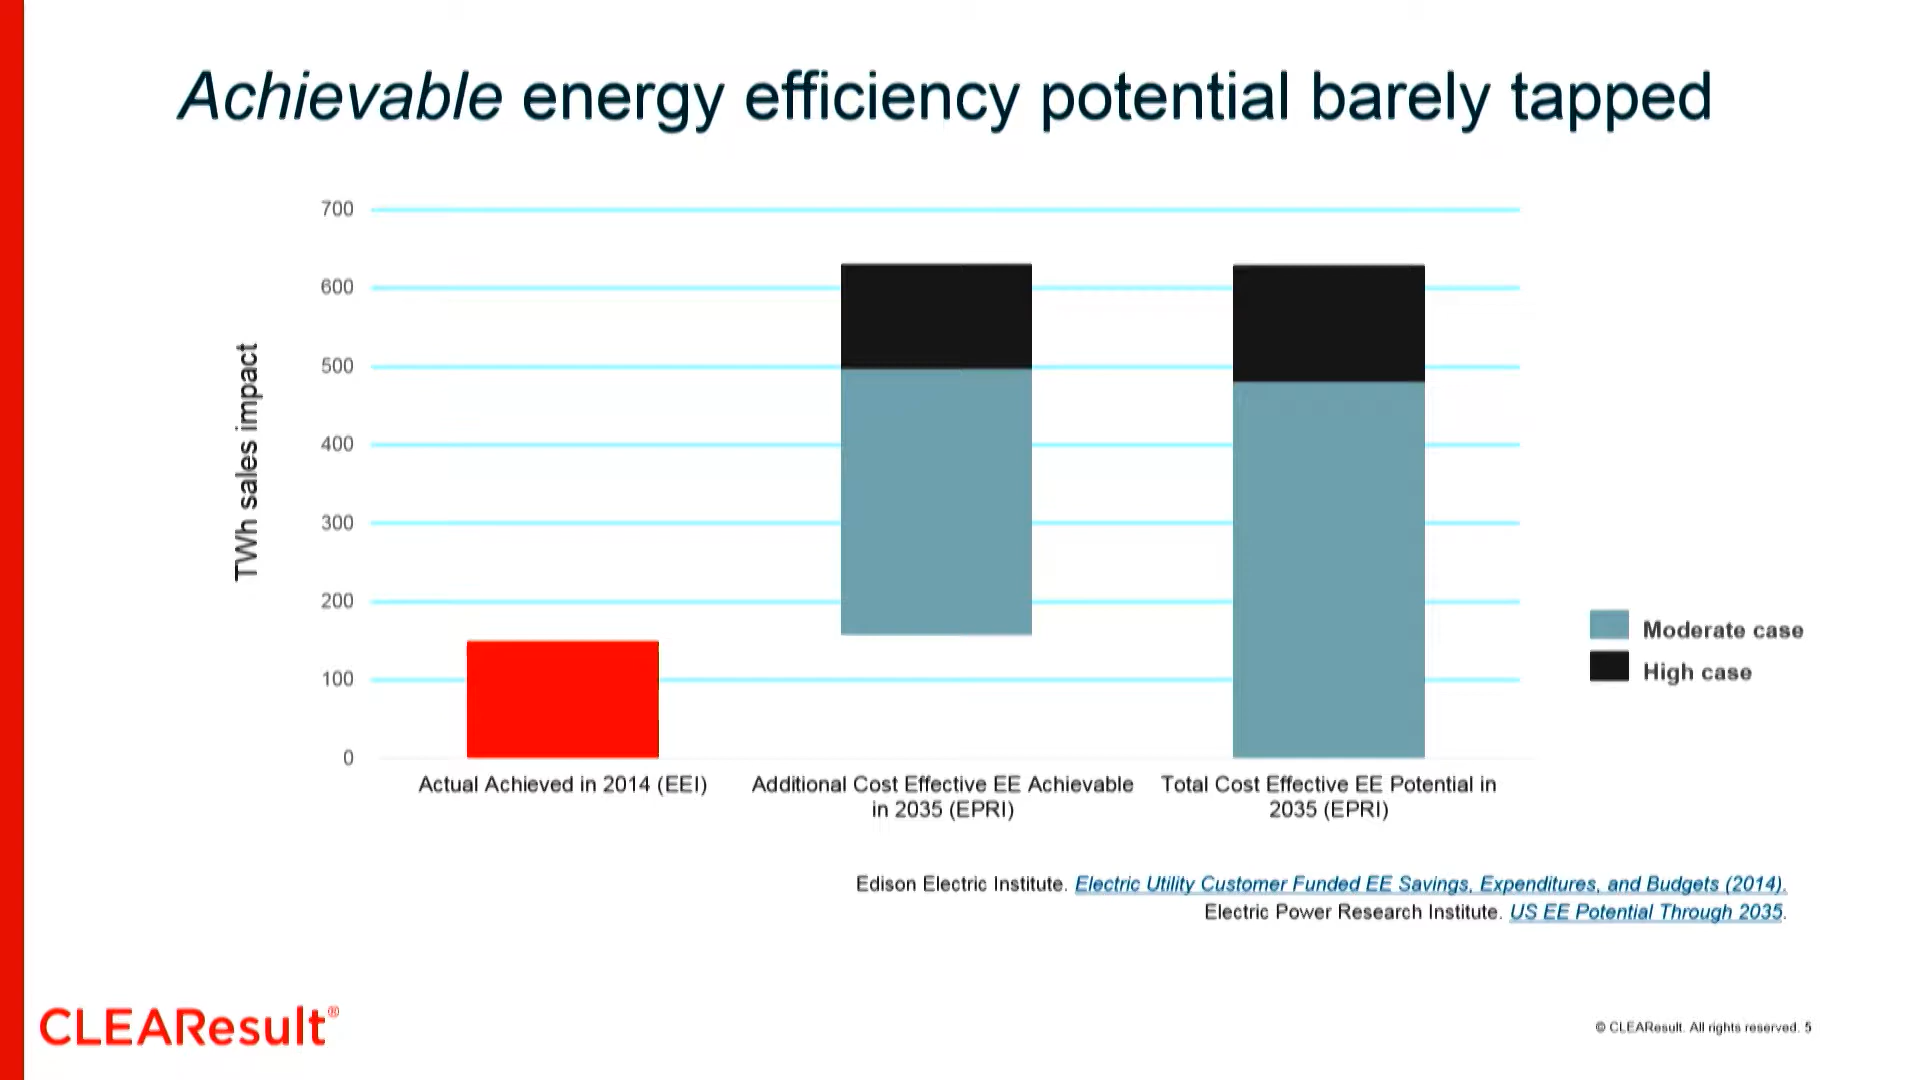 Achievable energy efficiency potential barely tapped
TWh sales impact
700
600
500
400
300
200
100
0
Actual Achieved in 2014 (EEI)
Additional Cost Effective EE Achievable
in 2035 (EPRI)
Total Cost Effective EE Potential in
2035 (EPRI)
Moderate case
High case
Edison Electric Institute. Electric Utility Customer Funded EE Savings, Expenditures, and Budgets (2014).
Electric Power Research Institute. US EE Potential Through 2035.
CLEAResult®
© CLEAResult. All rights reserved. 5